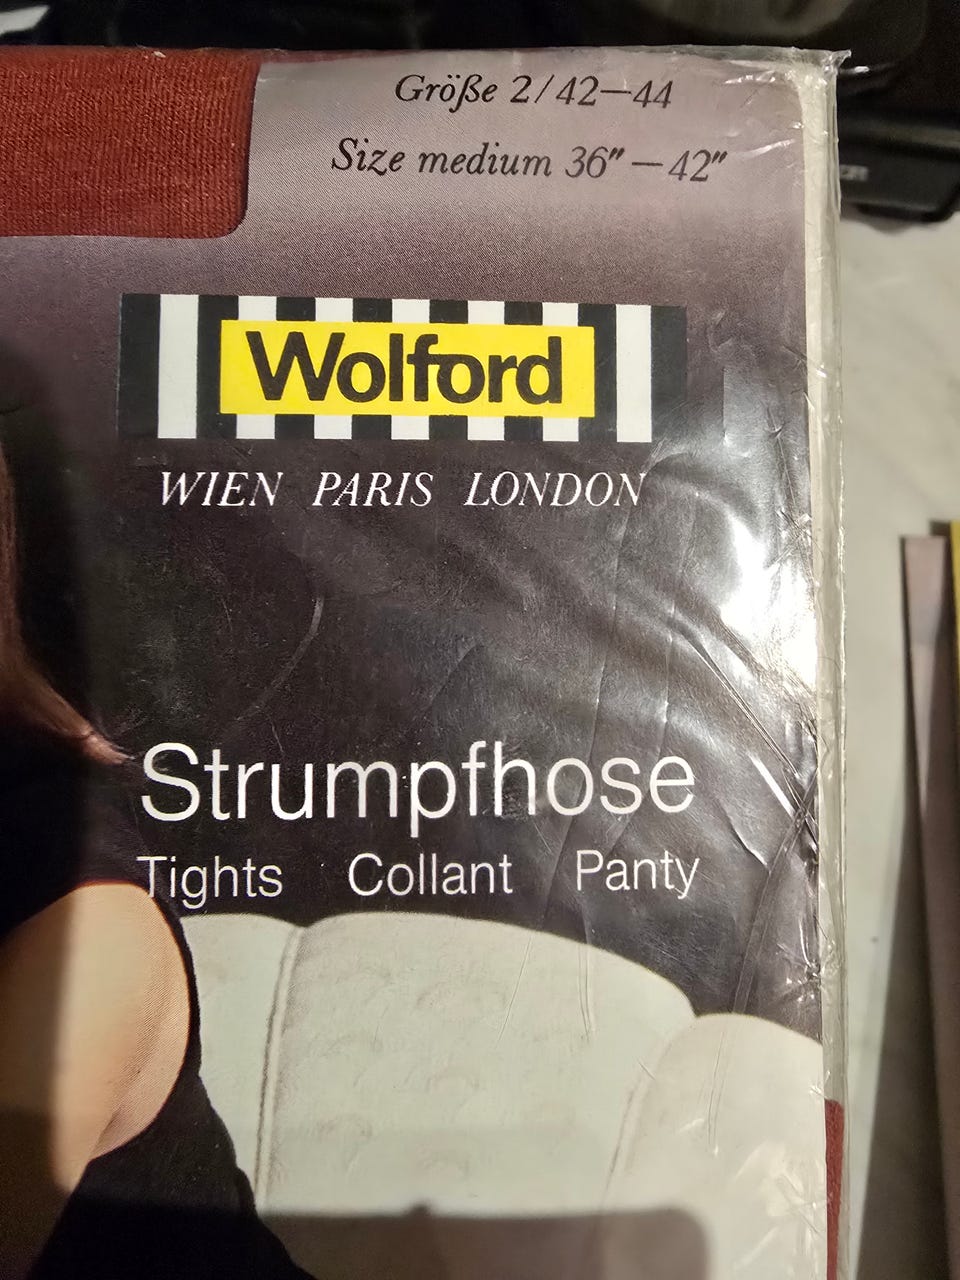 Größe 2/42—44
Size medium 36″—42″
Wolford
WIEN PARIS LONDON
Strumpfhose
Tights Collant Panty